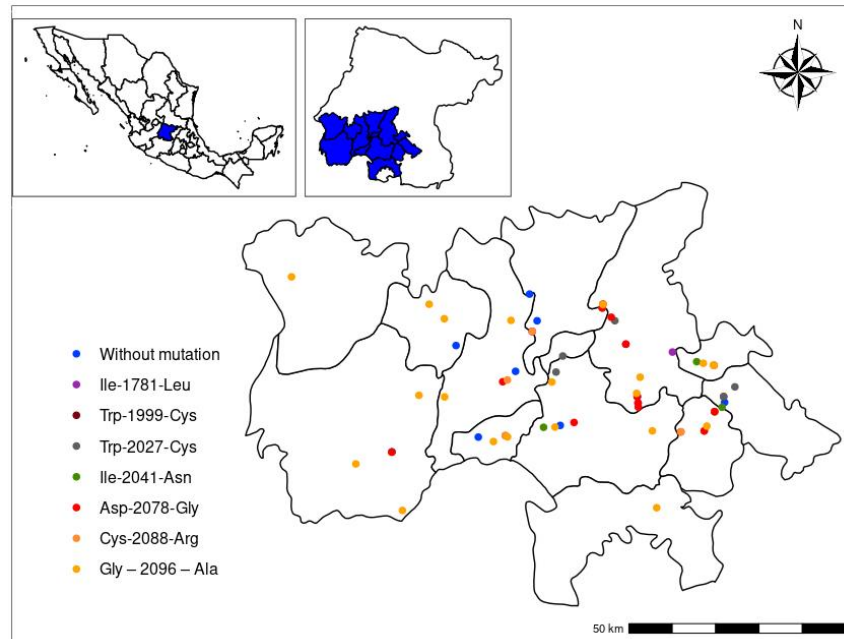 N
Without mutation
Ile-1781-Leu
Trp-1999-Cys
Trp-2027-Cys
Ile-2041-Asn
Asp-2078-Gly
Cys-2088-Arg
Gly – 2096 – Ala
50 km